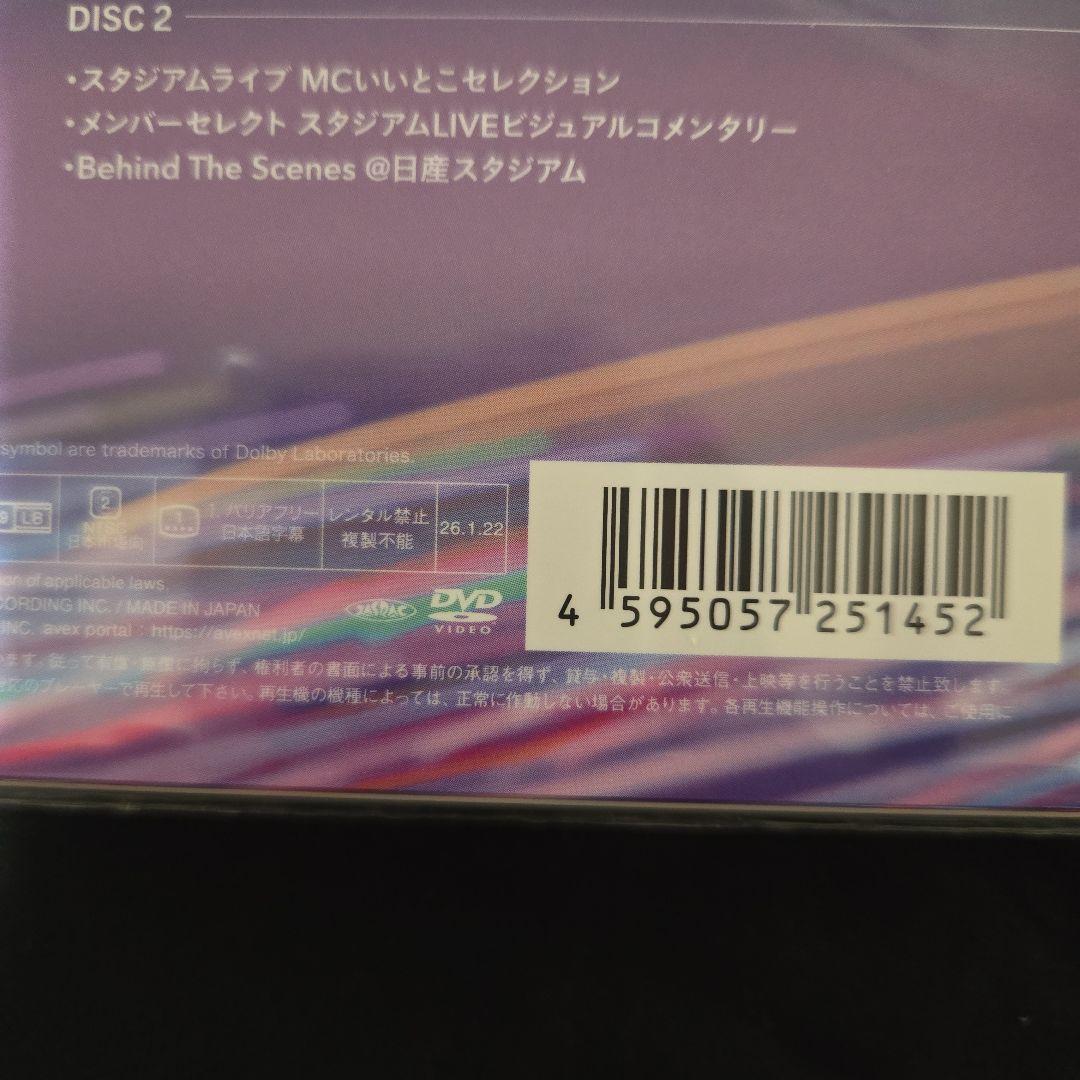 DISC 2
・スタジアムライブ MCいいとこセレクション
・メンバーセレクト スタジアムLIVEビジュアルコメンタリー
・Behind The Scenes @日産スタジアム
symbol are trademarks of Dolby Laboratories.
LB
2
NTSC
日本市場向
1
1. バリアフリー
日本語字幕
レンタル禁止
複製不能
26.1.22
on of applicable laws.
CORDING INC. / MADE IN JAPAN
INC. avex portal : https://avexnet.jp/
JASRAC
DVD
VIDEO
4 595057 251452
ます。従って有償・無償に拘らず、権利者の書面による事前の承認を得ず、貸与・複製・公衆送信・上映等を行うことを禁止致します。
対応のプレーヤーで再生して下さい。再生機の機種によっては、正常に作動しない場合があります。各再生機能操作については、ご使用に